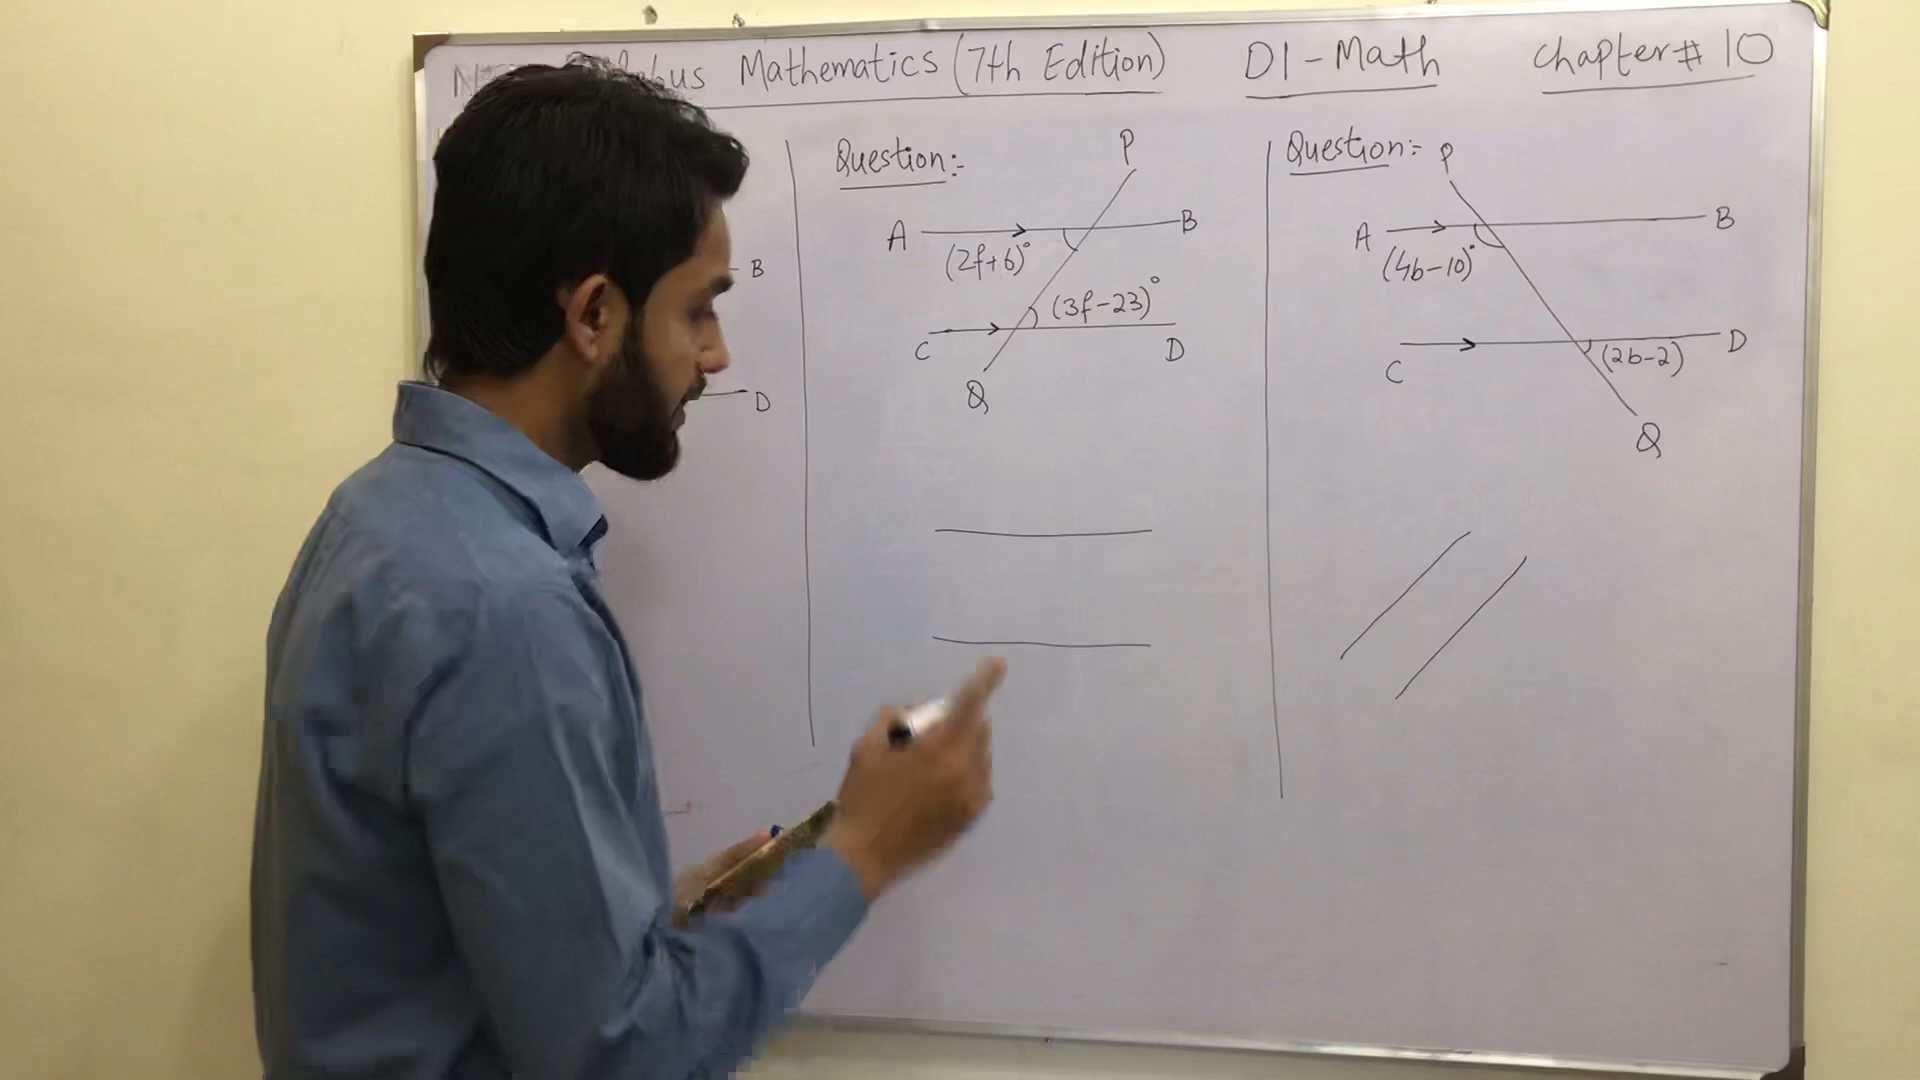 Mathematics (7th Edition) D1-Math Chapter# 10
B
D
Question:-
P
A B
(2f+6)°
(3f-23)°
C D
Q
Question:-
P
A B
(4b-10)°
C D
(2b-2)
Q